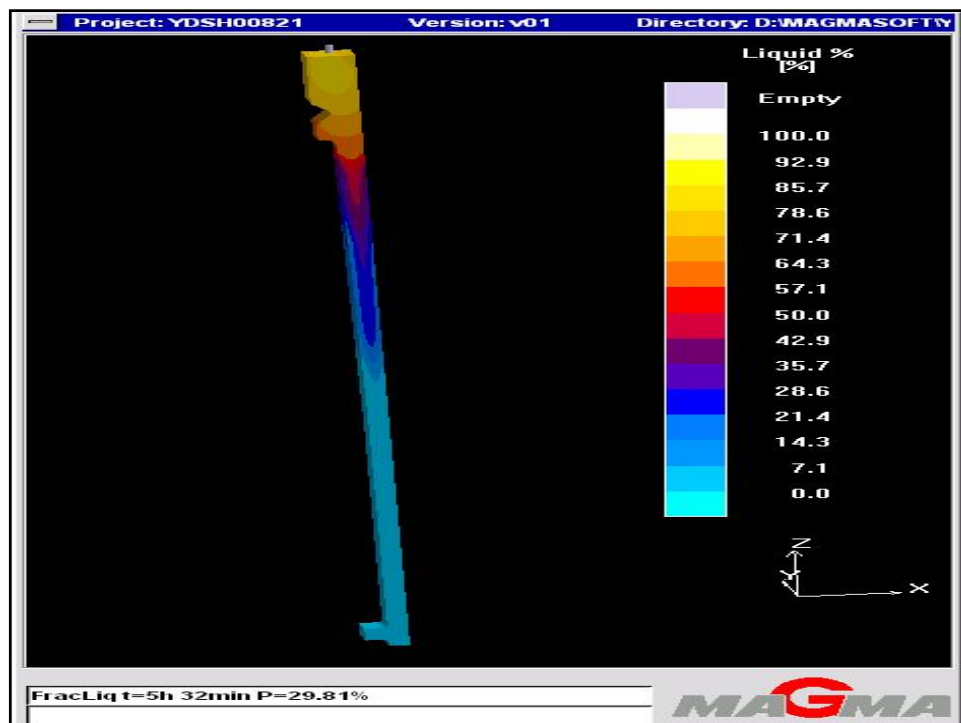 Project: YDSH00821 Version: v01 Directory: D:\MAGMASOFT\Y
Liquid %
[%]
Empty
100.0
92.9
85.7
78.6
71.4
64.3
57.1
50.0
42.9
35.7
28.6
21.4
14.3
7.1
0.0
Z
Y
X
FracLiq t=5h 32min P=29.81%
MAGMA